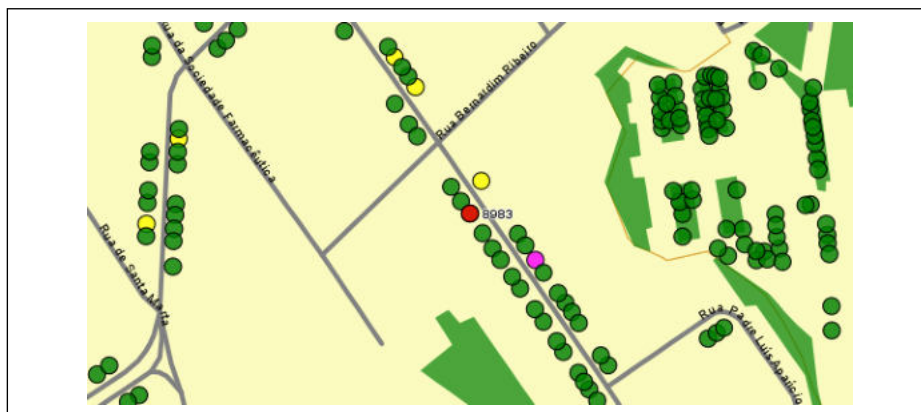 Rua da Sociedade Farmacêutica
Rua Bernardim Ribeiro
8983
Rua de Santa Marta
Rua Padre Luís Aparício